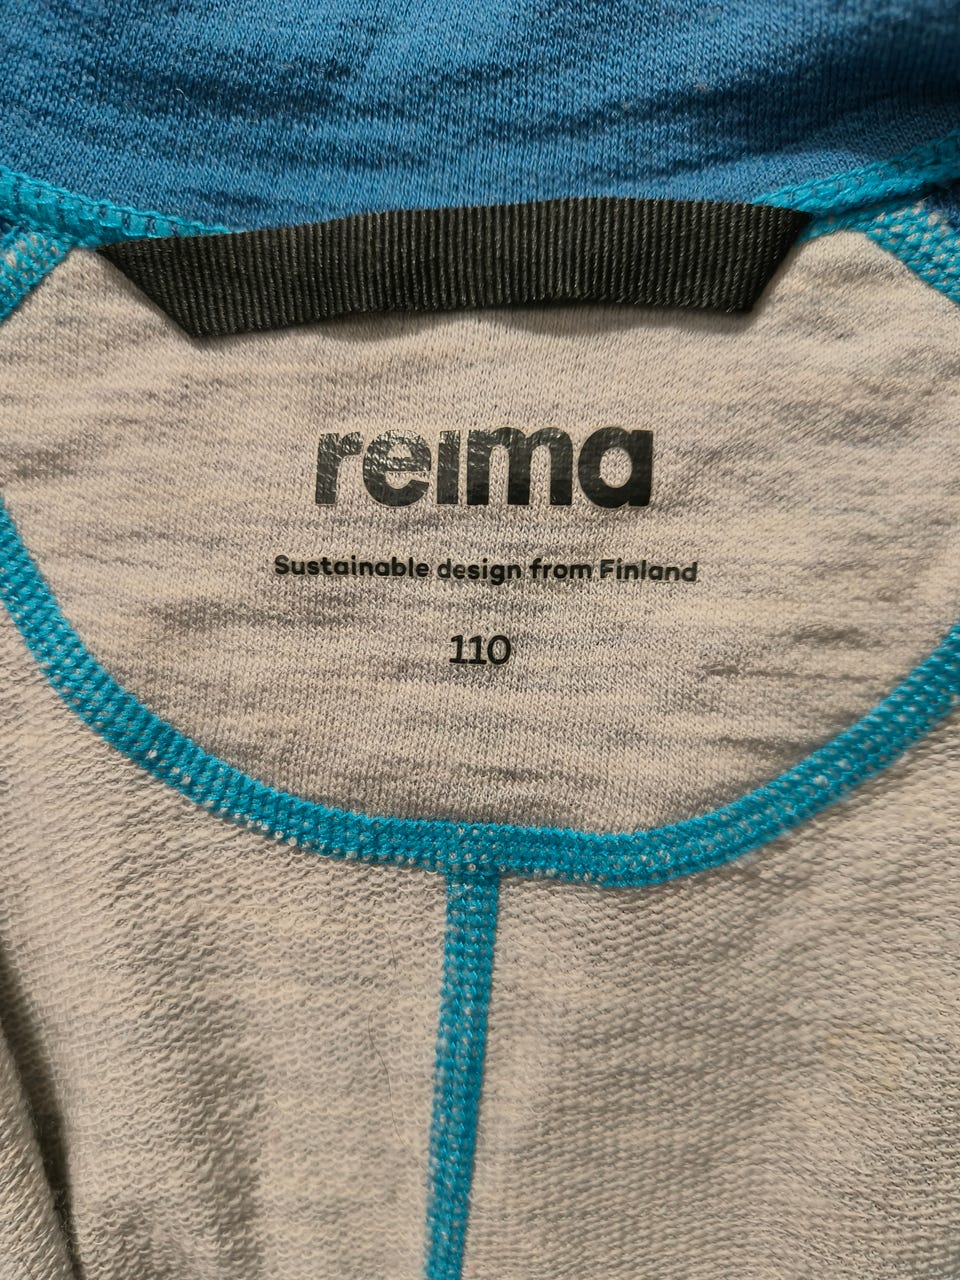 reima
Sustainable design from Finland
110